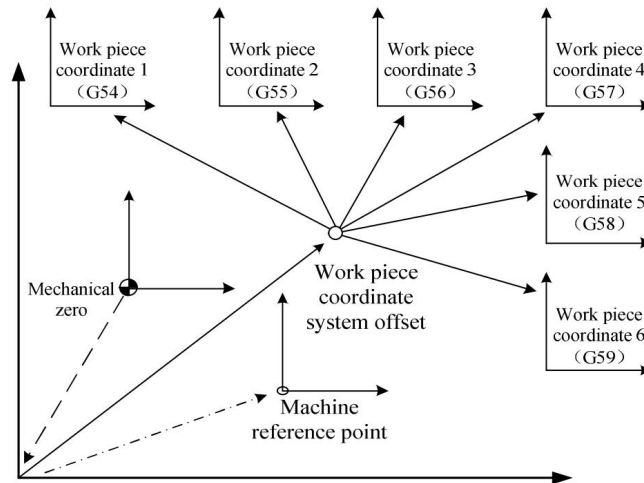 Work piece
coordinate 1
（G54）
Work piece
coordinate 2
（G55）
Work piece
coordinate 3
（G56）
Work piece
coordinate 4
（G57）
Work piece
coordinate 5
（G58）
Work piece
coordinate 6
（G59）
Mechanical
zero
Work piece
coordinate
system offset
Machine
reference point